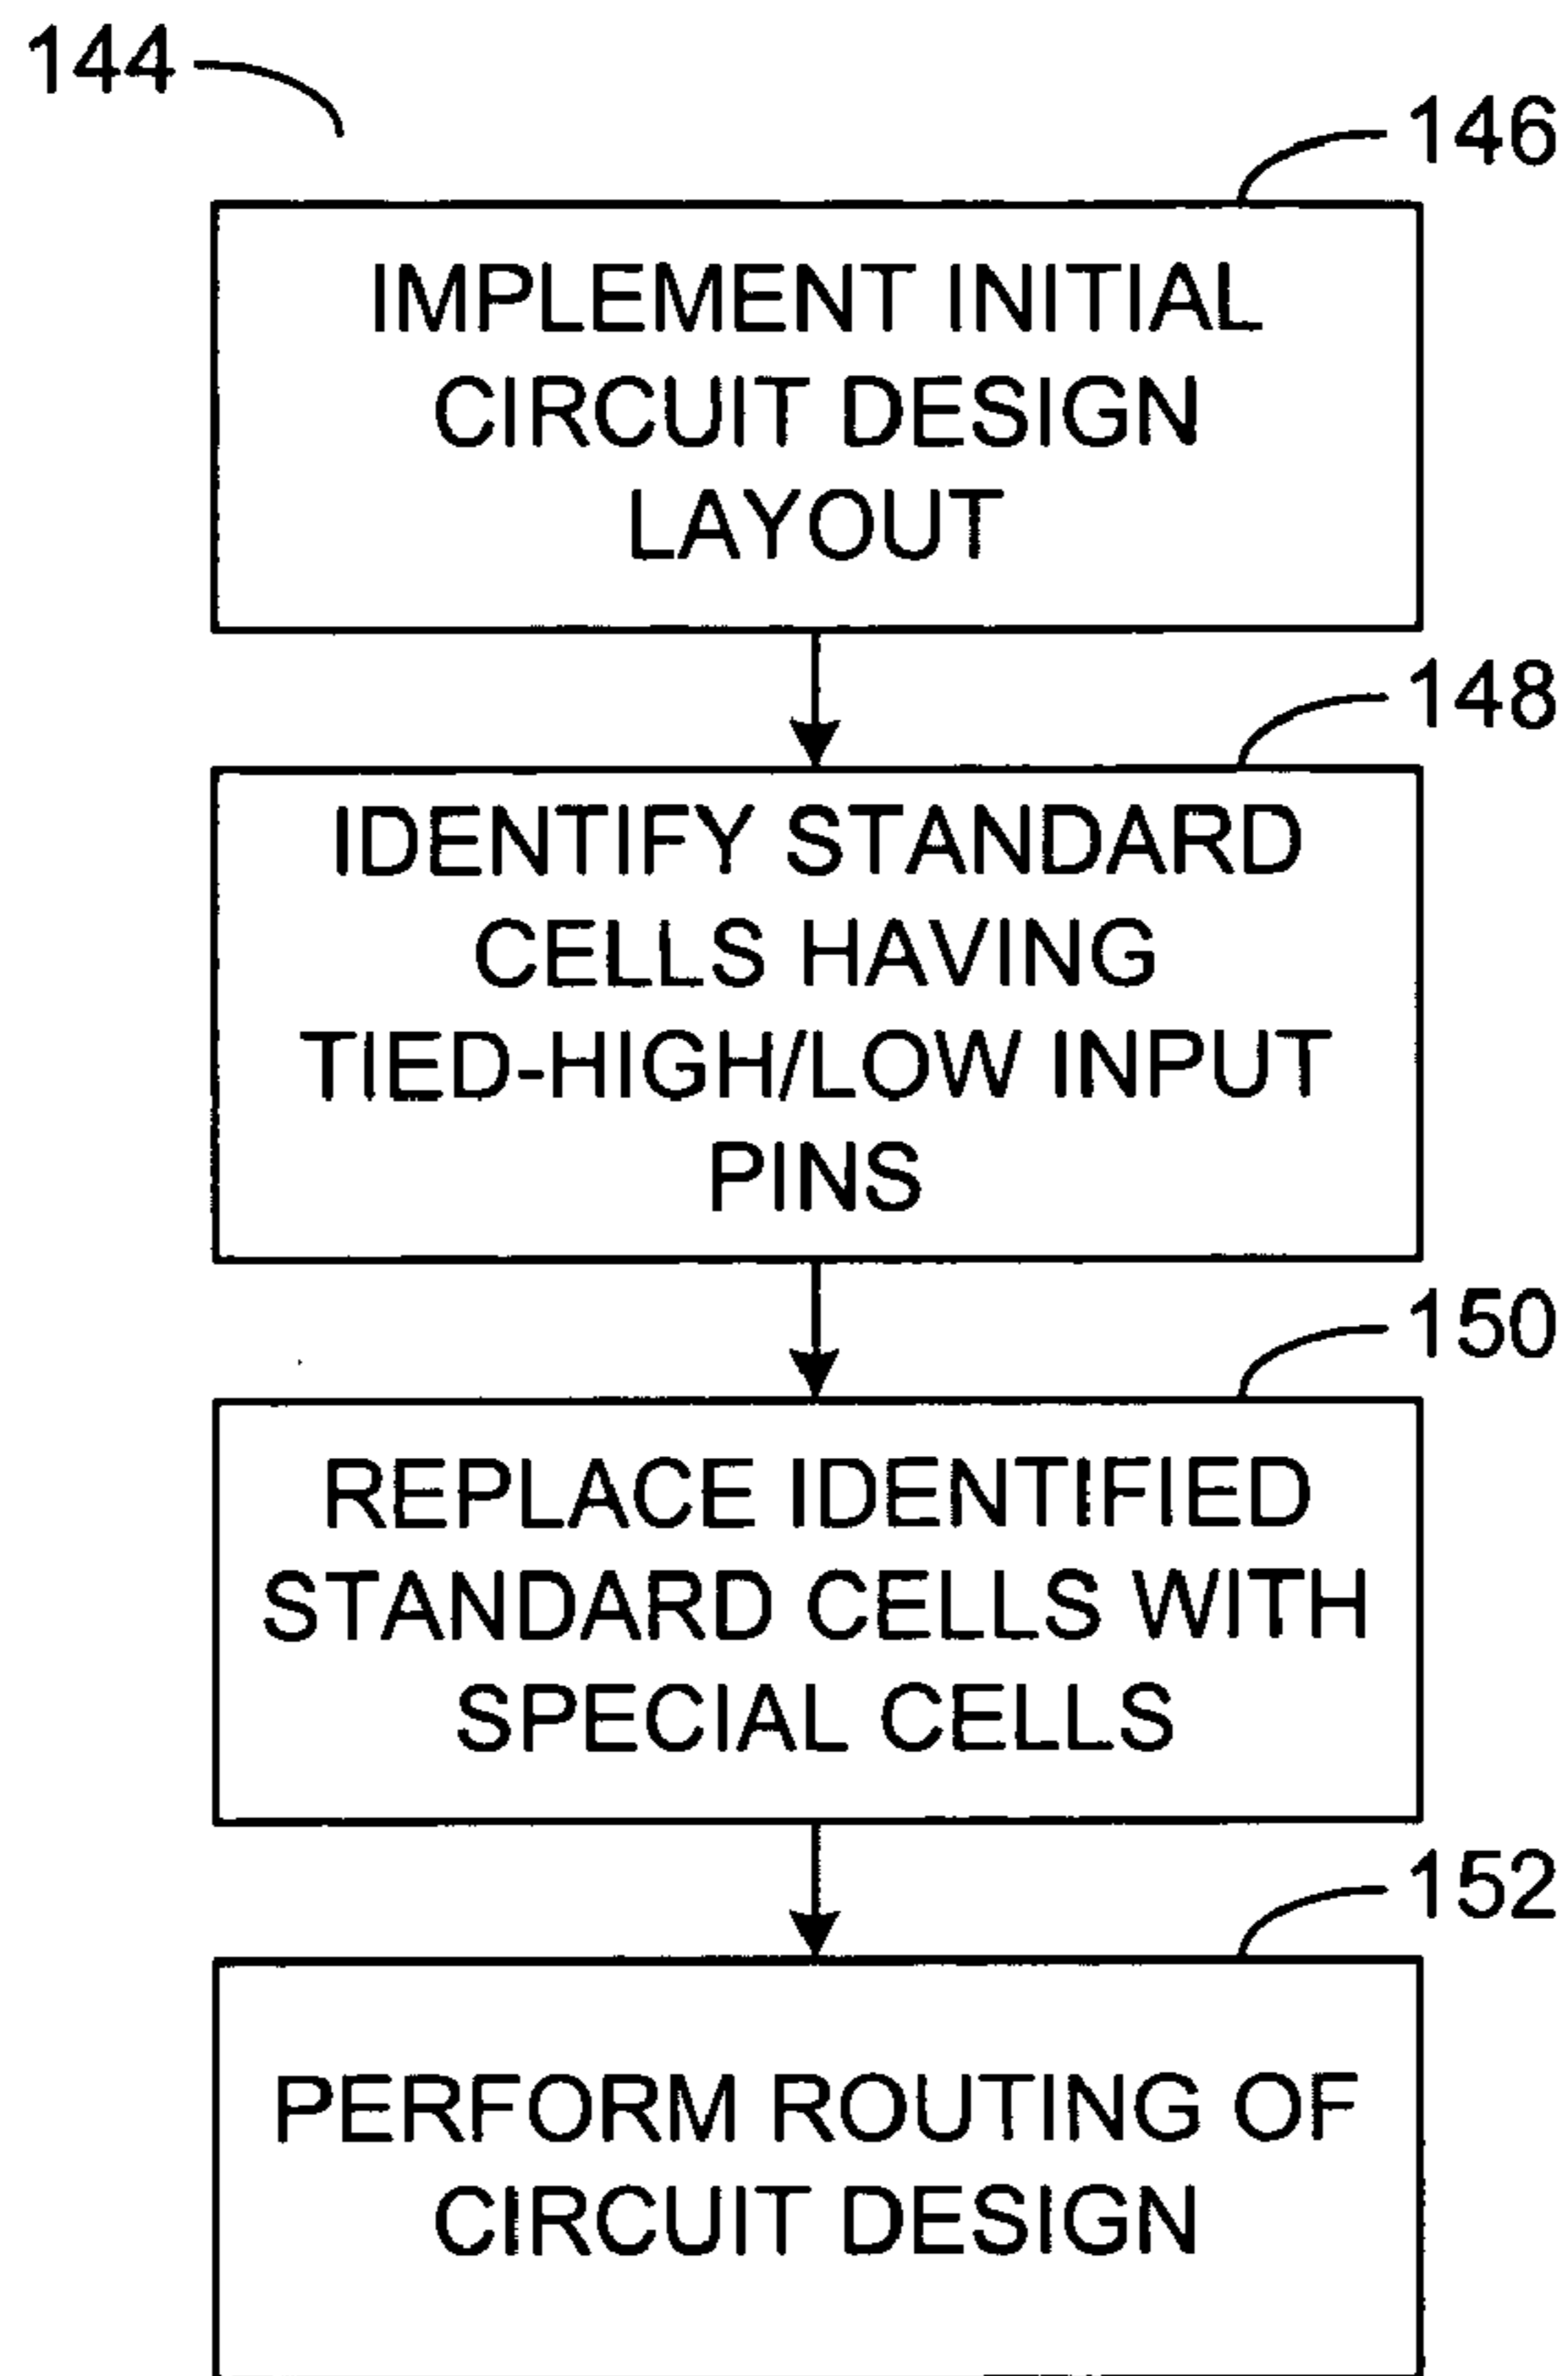 144
146
IMPLEMENT INITIAL
CIRCUIT DESIGN
LAYOUT
148
IDENTIFY STANDARD
CELLS HAVING
TIED-HIGH/LOW INPUT
PINS
150
REPLACE IDENTIFIED
STANDARD CELLS WITH
SPECIAL CELLS
152
PERFORM ROUTING OF
CIRCUIT DESIGN